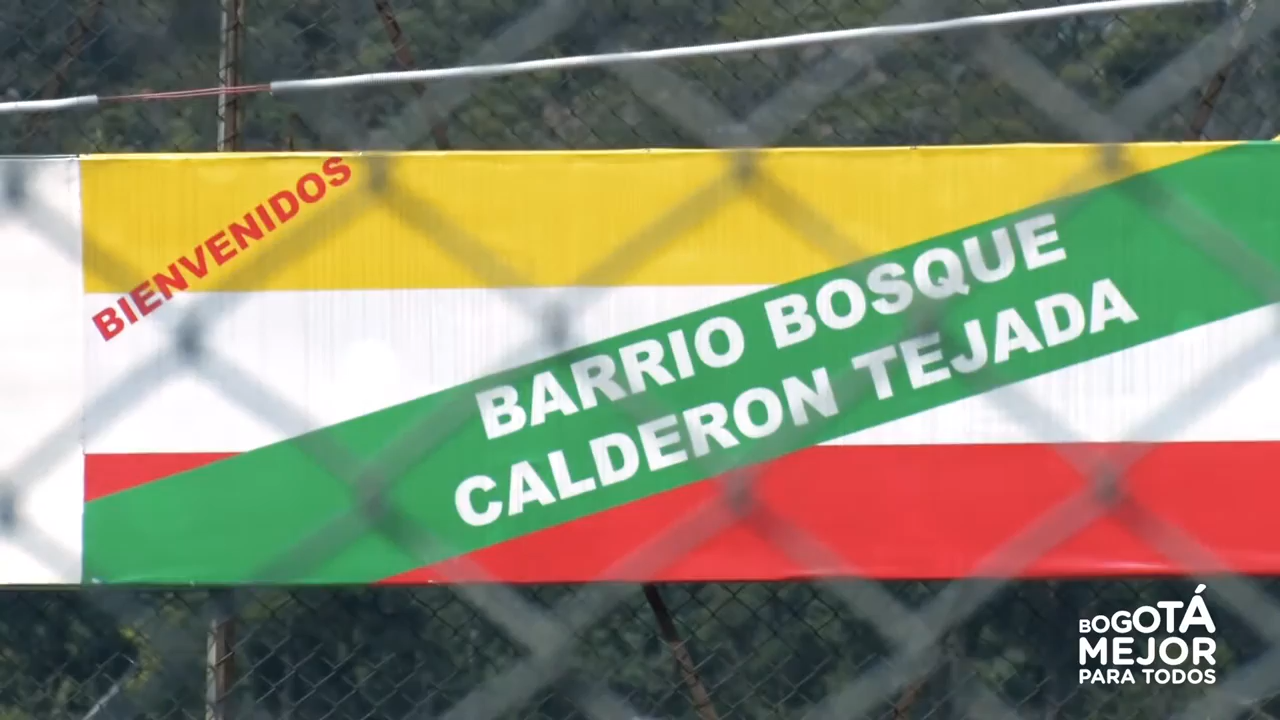 BIENVENIDOS
BARRIO BOSQUE
CALDERON TEJADA
BOGOTÁ
MEJOR
PARA TODOS